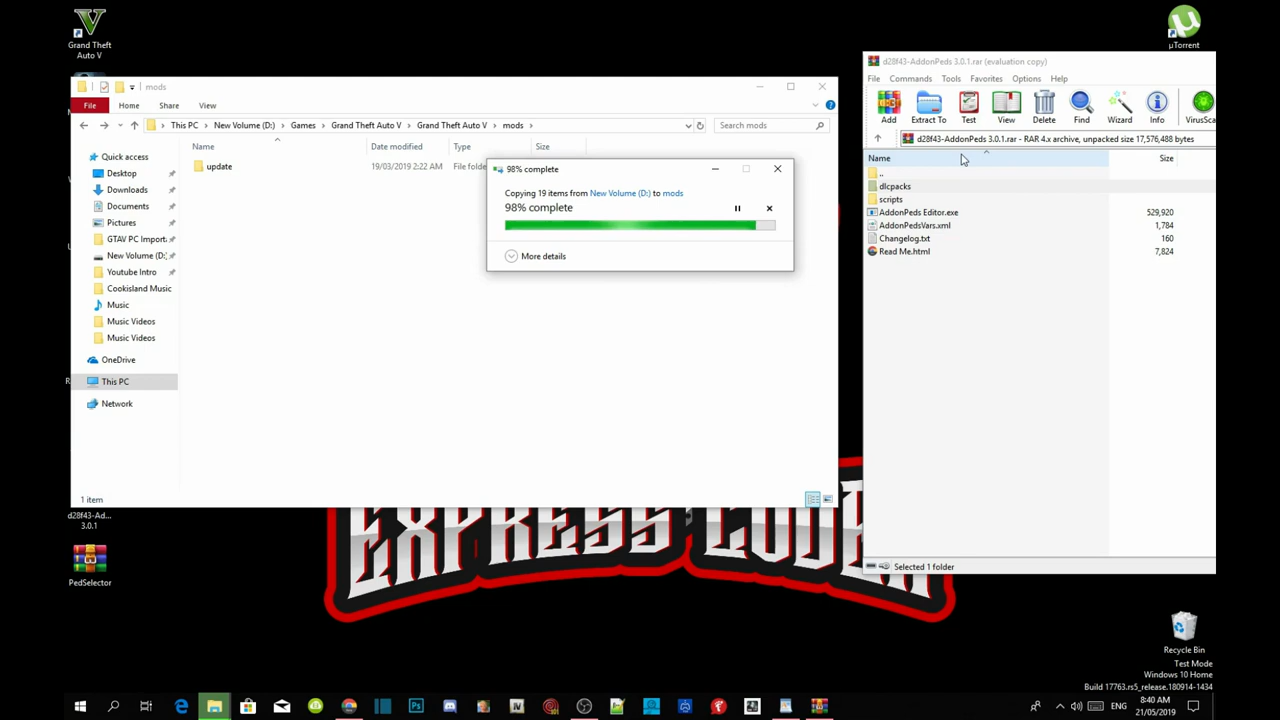 Grand Theft
Auto V
µTorrent
mods
File
Home
Share
View
This PC
New Volume (D:)
Games
Grand Theft Auto V
Grand Theft Auto V
mods
Search mods
Name
Date modified
Type
Size
Quick access
Desktop
Downloads
Documents
Pictures
GTAV PC Import
New Volume (D:
Youtube Intro
Cookisland Music
Music
Music Videos
Music Videos
OneDrive
This PC
Network
update
19/03/2019 2:22 AM
File folde
98% complete
Copying 19 items from New Volume (D:) to mods
98% complete
More details
1 item
d28f43-AddonPeds 3.0.1.rar (evaluation copy)
File
Commands
Tools
Favorites
Options
Help
Add
Extract To
Test
View
Delete
Find
Wizard
Info
VirusScan
d28f43-AddonPeds 3.0.1.rar - RAR 4.x archive, unpacked size 17,576,488 bytes
Name
Size
..
dlcpacks
scripts
AddonPeds Editor.exe
529,920
AddonPedsVars.xml
1,784
Changelog.txt
160
Read Me.html
7,824
Selected 1 folder
d28f43-Ad...
3.0.1
PedSelector
EXPRESS CODER
Recycle Bin
Test Mode
Windows 10 Home
Build 17763.rs5_release.180914-1434
ENG
8:40 AM
21/05/2019